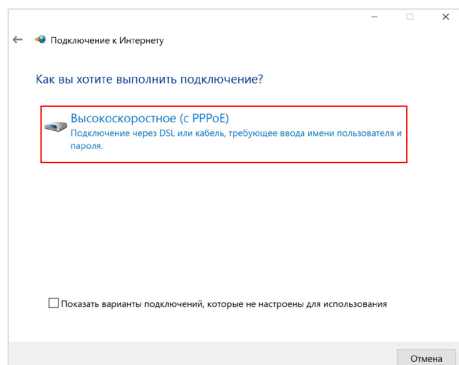 Подключение к Интернету
Как вы хотите выполнить подключение?
Высокоскоростное (с PPPoE)
Подключение через DSL или кабель, требующее ввода имени пользователя и
пароля.
Показать варианты подключений, которые не настроены для использования
Отмена